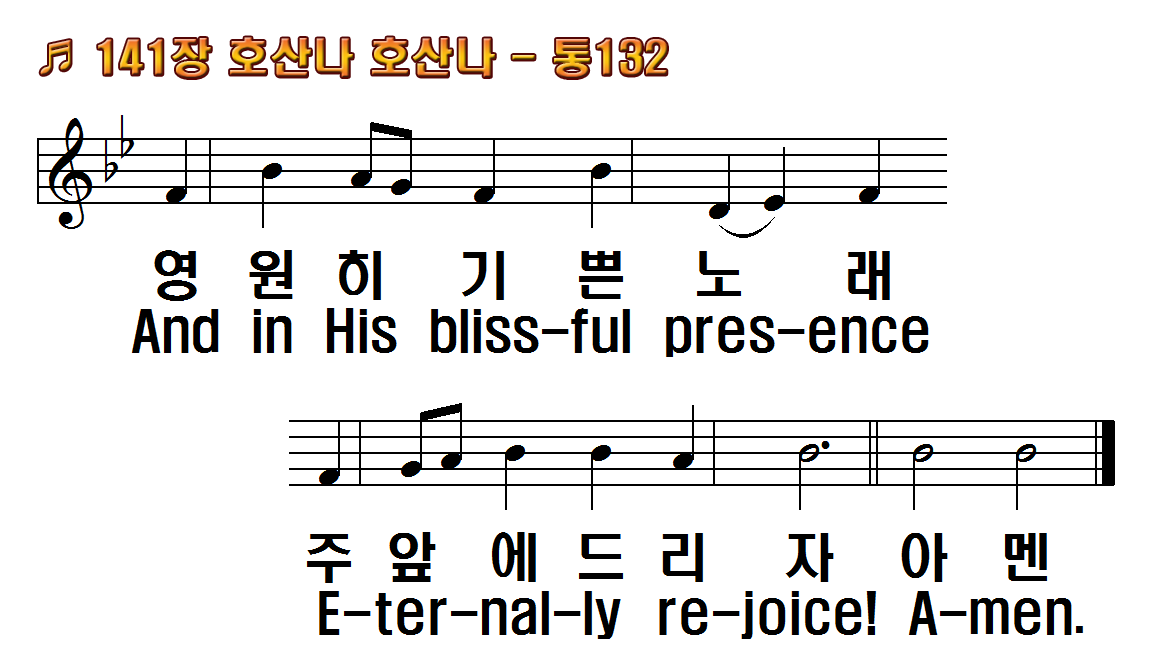 141장 호산나 호산나 - 통132
영 원 히 기 쁜 노 래
And in His bliss-ful pres-ence
주 앞 에 드 리 자 아 멘
E-ter-nal-ly re-joice! A-men.